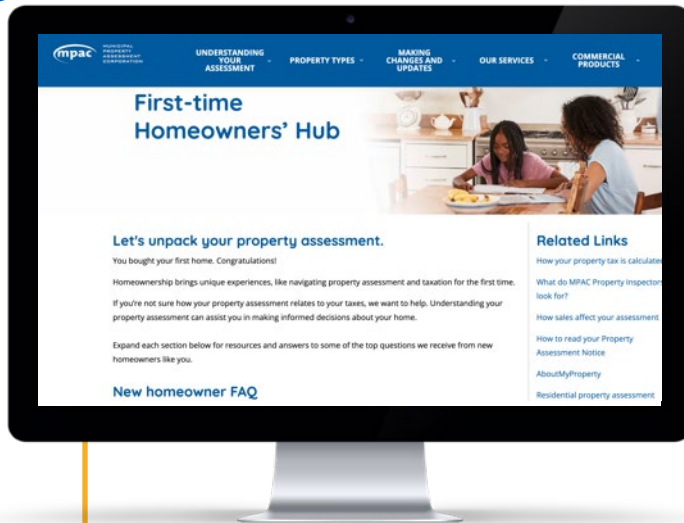 mpac
MUNICIPAL
PROPERTY
ASSESSMENT
CORPORATION
UNDERSTANDING
YOUR
ASSESSMENT
PROPERTY TYPES
MAKING
CHANGES AND
UPDATES
OUR SERVICES
COMMERCIAL
PRODUCTS
First-time
Homeowners’ Hub
Let's unpack your property assessment.
You bought your first home. Congratulations!
Homeownership brings unique experiences, like navigating property assessment and taxation for the first time.
If you're not sure how your property assessment relates to your taxes, we want to help. Understanding your
property assessment can assist you in making informed decisions about your home.
Expand each section below for resources and answers to some of the top questions we receive from new
homeowners like you.
New homeowner FAQ
Related Links
How your property tax is calculated
What do MPAC Property Inspectors
look for?
How sales affect your assessment
How to read your Property
Assessment Notice
AboutMyProperty
Residential property assessment